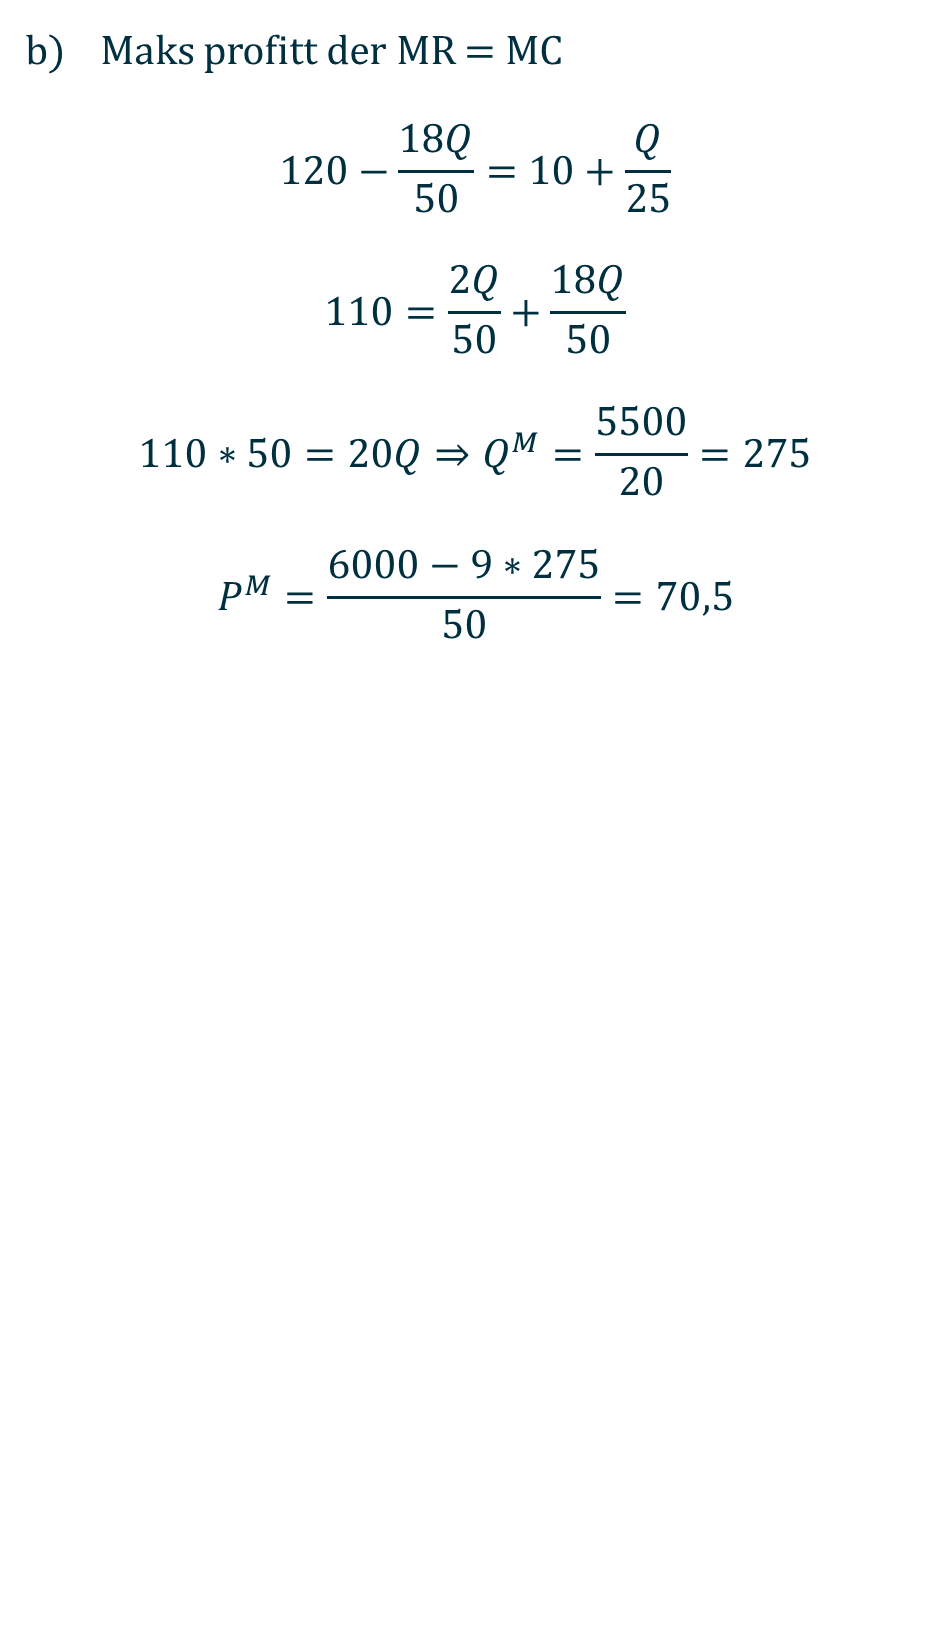 b) Maks profitt der MR = MC
120 − 18Q/50 = 10 + Q/25
110 = 2Q/50 + 18Q/50
110 ∗ 50 = 20Q ⇒ Q^M = 5500/20 = 275
P^M = (6000 − 9 ∗ 275)/50 = 70,5